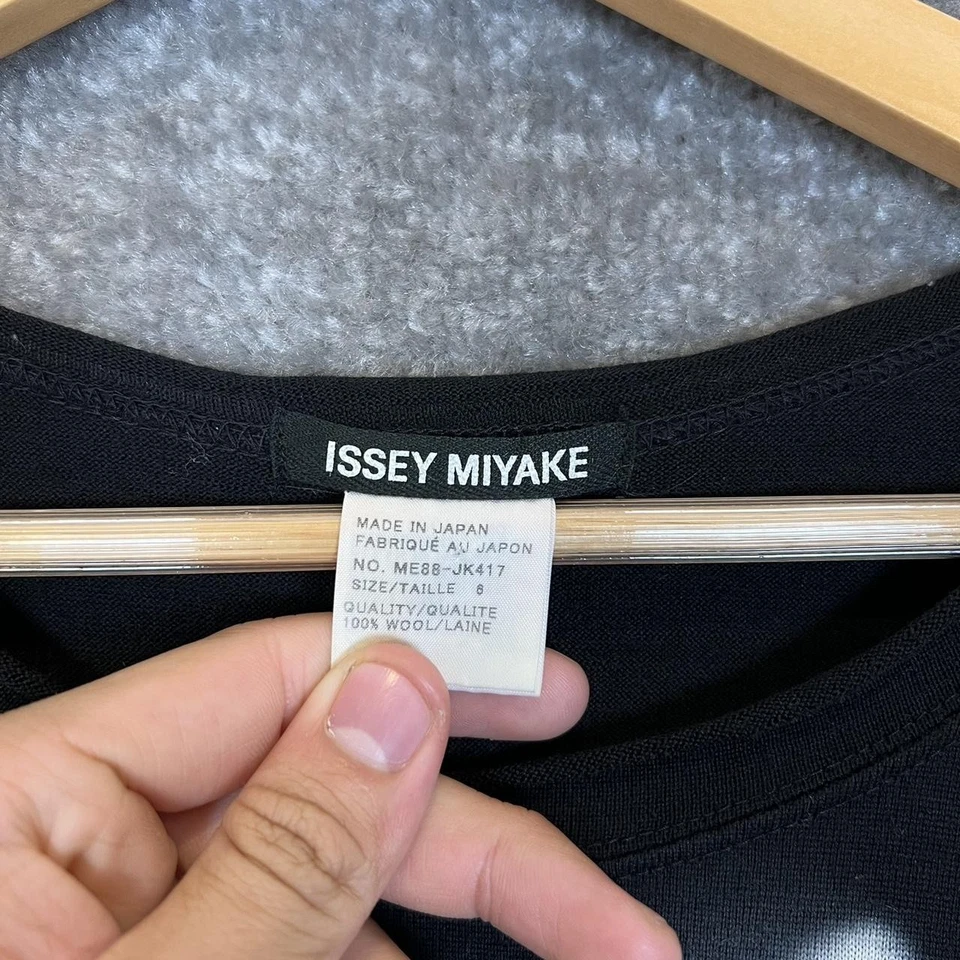 ISSEY MIYAKE
MADE IN JAPAN
FABRIQUÉ AU JAPON
NO. ME88-JK417
SIZE/TAILLE 6
QUALITY/QUALITE
100% WOOL/LAINE